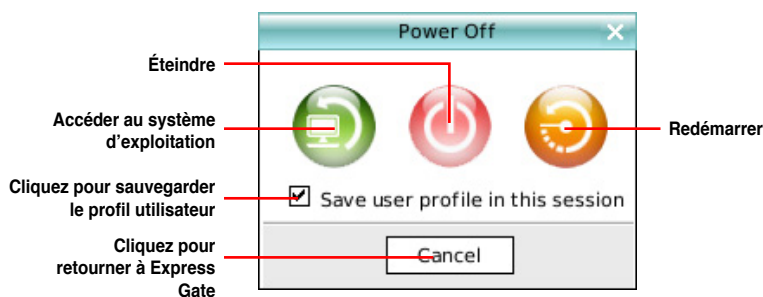 Power Off
Éteindre
Accéder au système
d'exploitation
Redémarrer
Cliquez pour sauvegarder
le profil utilisateur
Save user profile in this session
Cliquez pour
retourner à Express
Gate
Cancel